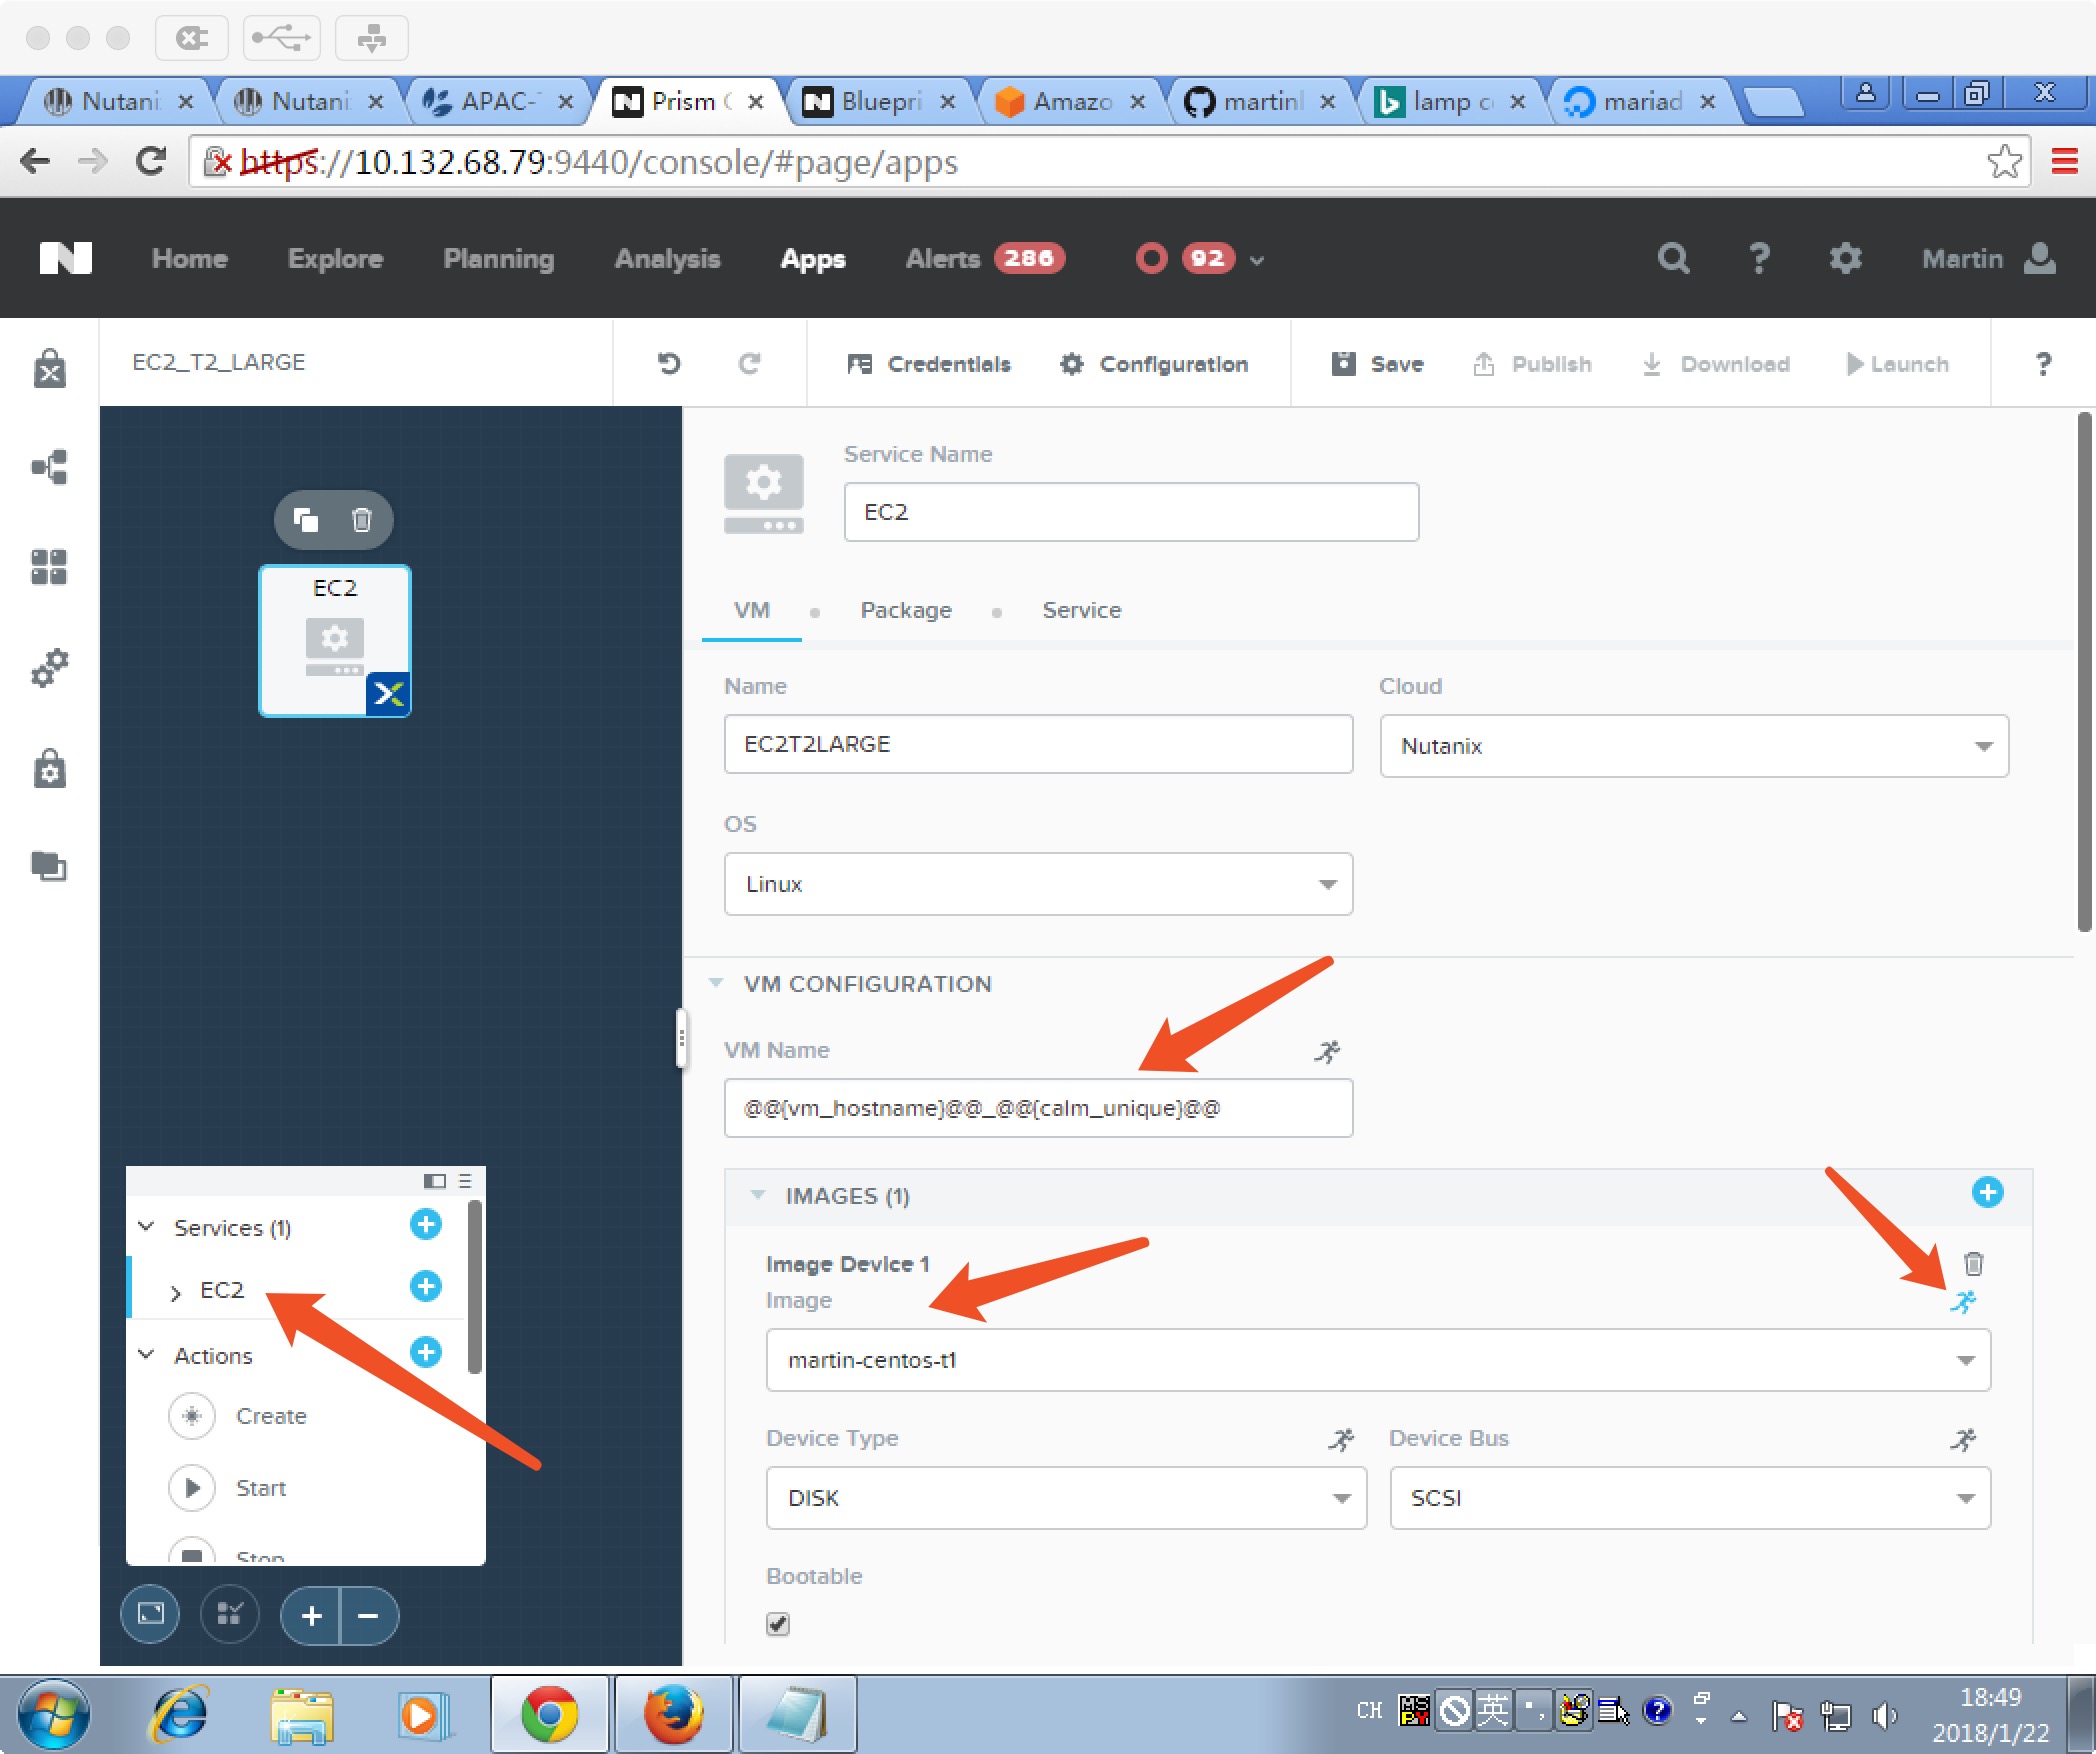 Nutani
Nutani
APAC-
Prism
Bluepri
Amazo
martinl
lamp c
mariad
https://10.132.68.79:9440/console/#page/apps
Home
Explore
Planning
Analysis
Apps
Alerts 286
92
?
Martin
EC2_T2_LARGE
Credentials
Configuration
Save
Publish
Download
Launch
?
EC2
Service Name
EC2
VM
Package
Service
Name
Cloud
EC2T2LARGE
Nutanix
OS
Linux
VM CONFIGURATION
VM Name
@@{vm_hostname}@@_@@{calm_unique}@@
IMAGES (1)
Image Device 1
Image
martin-centos-t1
Device Type
Device Bus
DISK
SCSI
Bootable
Services (1)
EC2
Actions
Create
Start
Stop
CH
英
18:49
2018/1/22